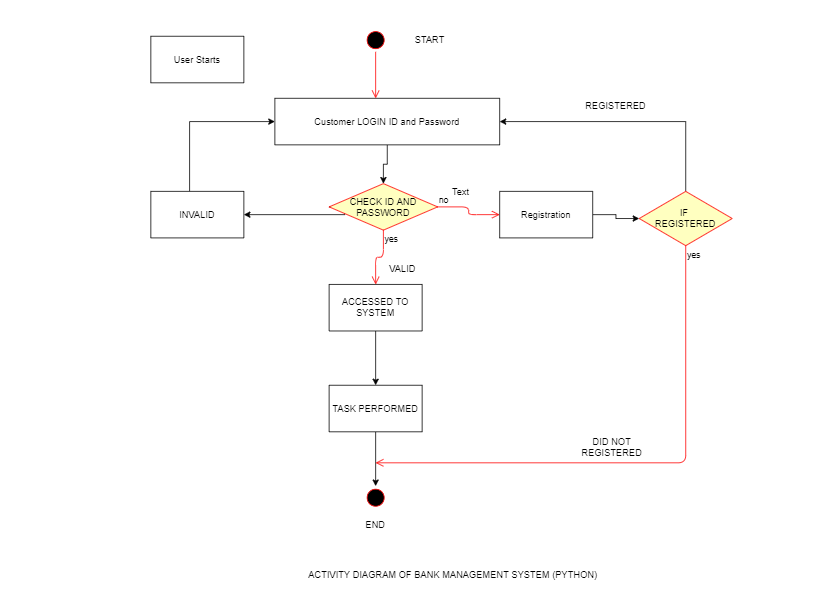 START
User Starts
REGISTERED
Customer LOGIN ID and Password
Text
no
CHECK ID AND
PASSWORD
INVALID
Registration
IF
REGISTERED
yes
yes
VALID
ACCESSED TO
SYSTEM
TASK PERFORMED
DID NOT
REGISTERED
END
ACTIVITY DIAGRAM OF BANK MANAGEMENT SYSTEM (PYTHON)